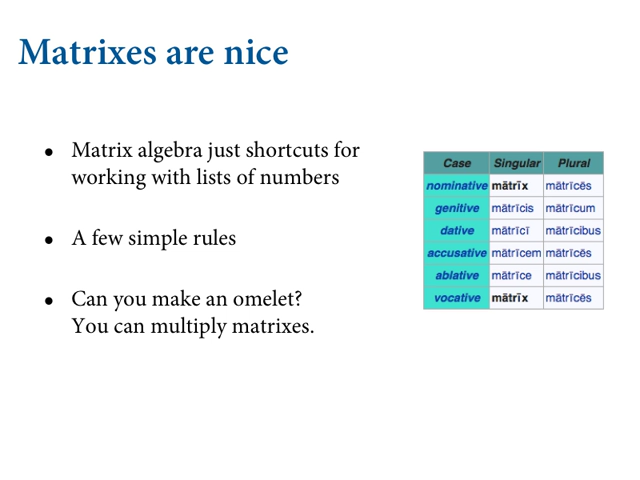 Matrixes are nice
• Matrix algebra just shortcuts for
working with lists of numbers
• A few simple rules
• Can you make an omelet?
You can multiply matrixes.
Case Singular Plural
nominative mātrīx mātrīcēs
genitive mātrīcis mātrīcum
dative mātrīcī mātrīcibus
accusative mātrīcem mātrīcēs
ablative mātrīce mātrīcibus
vocative mātrīx mātrīcēs